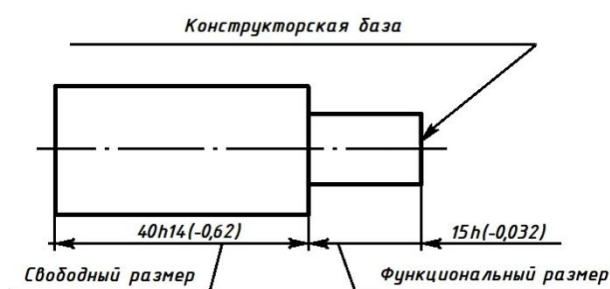 Конструкторская база
40h14(-0,62)
15h(-0,032)
Свободный размер
Функциональный размер